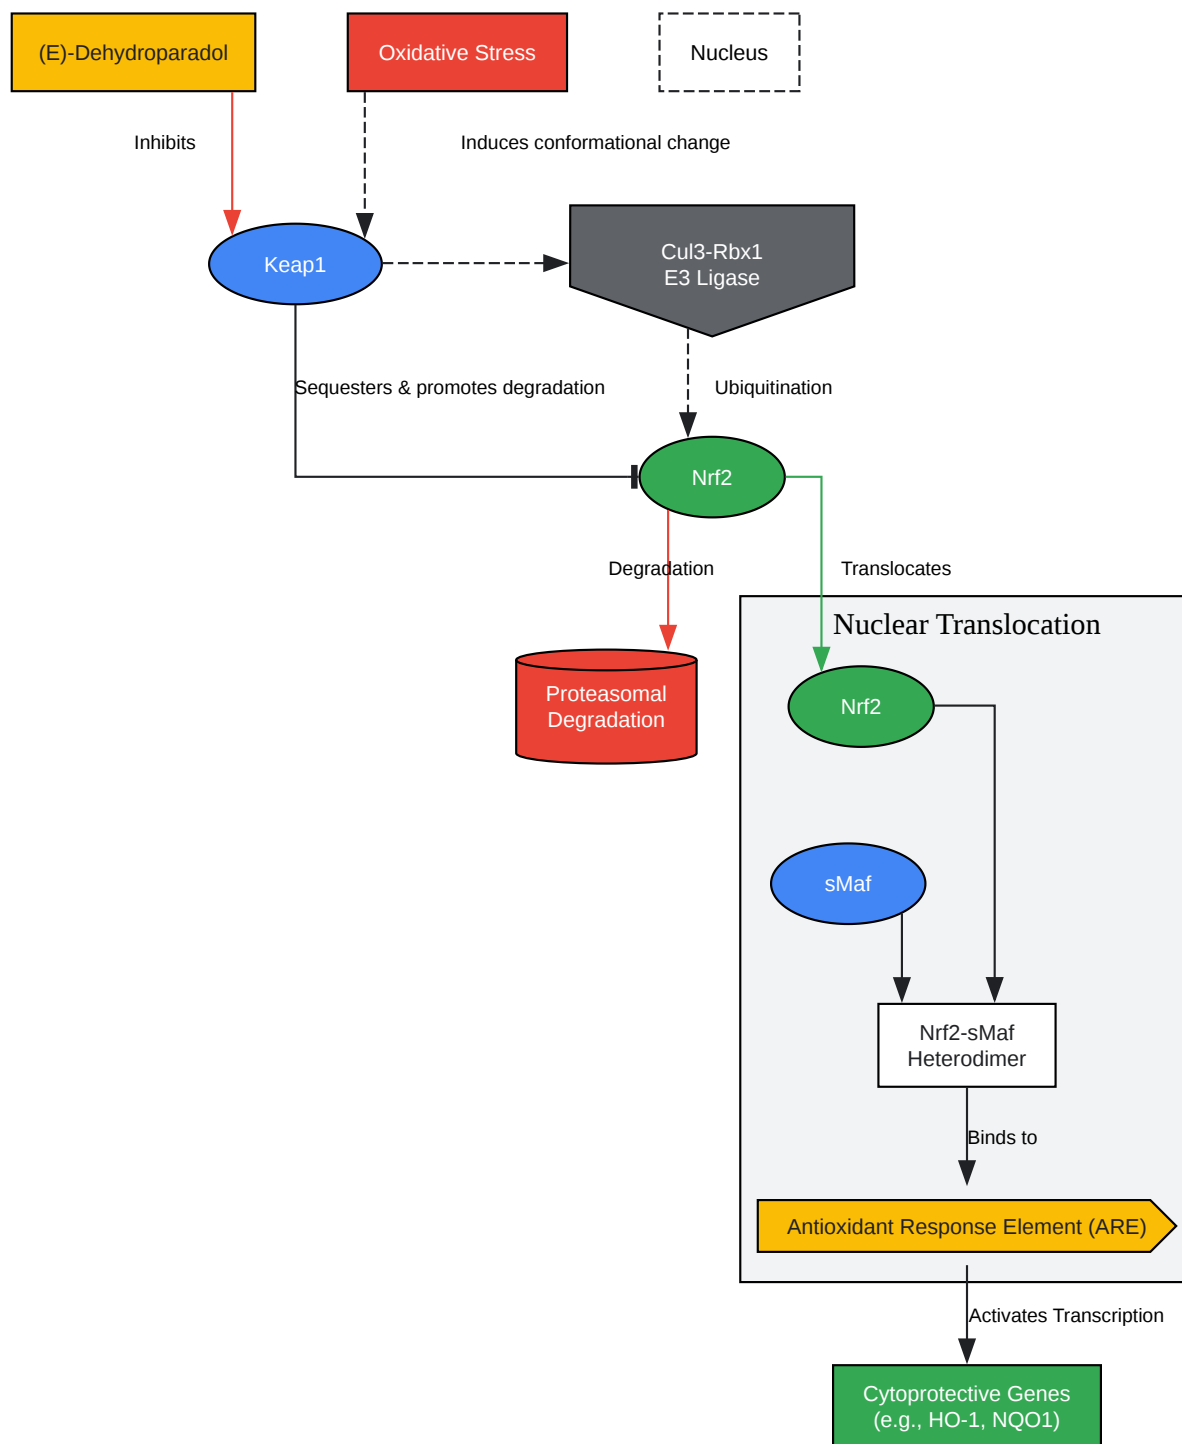 (E)-Dehydroparadol
Oxidative Stress
Nucleus
Inhibits
Induces conformational change
Keap1
Cul3-Rbx1
E3 Ligase
Sequesters & promotes degradation
Ubiquitination
Nrf2
Degradation
Translocates
Nuclear Translocation
Proteasomal
Degradation
Nrf2
sMaf
Nrf2-sMaf
Heterodimer
Binds to
Antioxidant Response Element (ARE)
Activates Transcription
Cytoprotective Genes
(e.g., HO-1, NQO1)